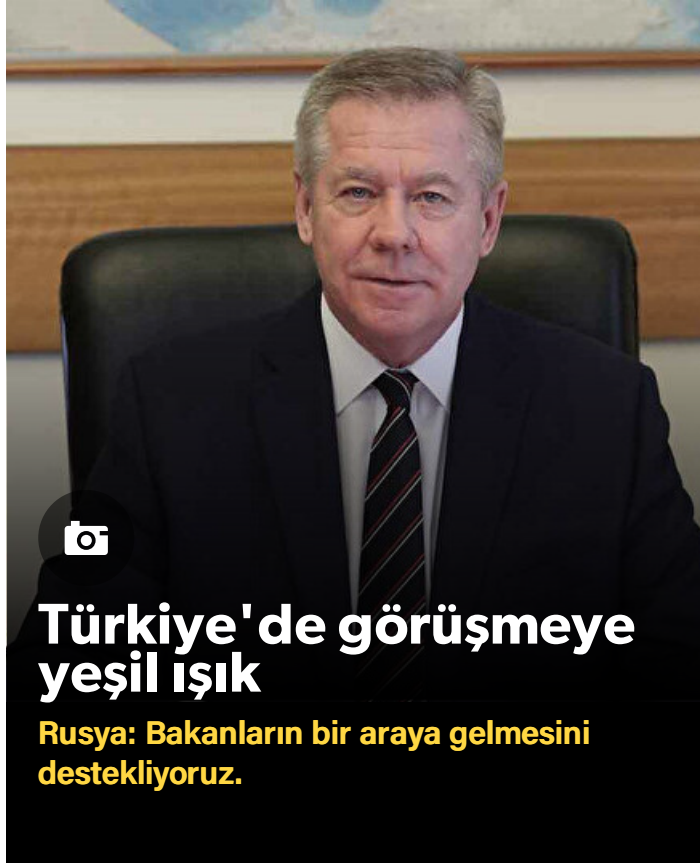 Türkiye'de görüşmeye
yeşil ışık
Rusya: Bakanların bir araya gelmesini
destekliyoruz.